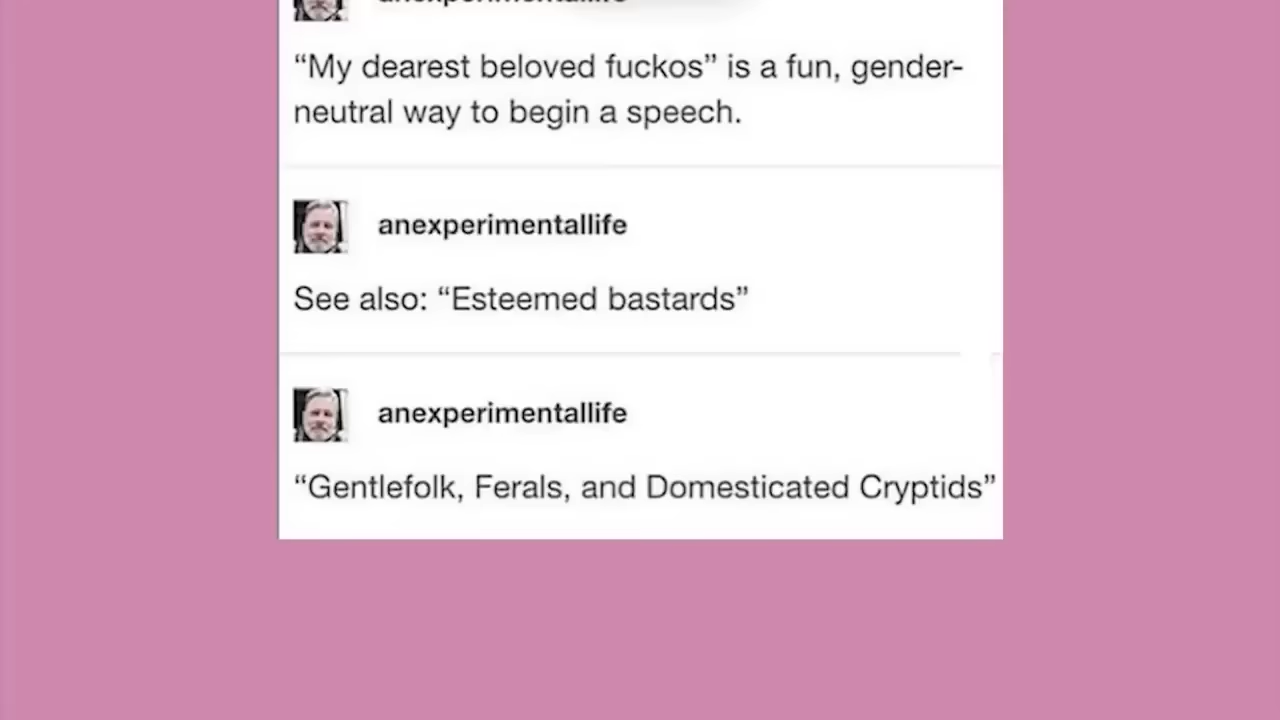 “My dearest beloved fuckos” is a fun, gender-
neutral way to begin a speech.
anexperimentallife
See also: “Esteemed bastards”
anexperimentallife
“Gentlefolk, Ferals, and Domesticated Cryptids”